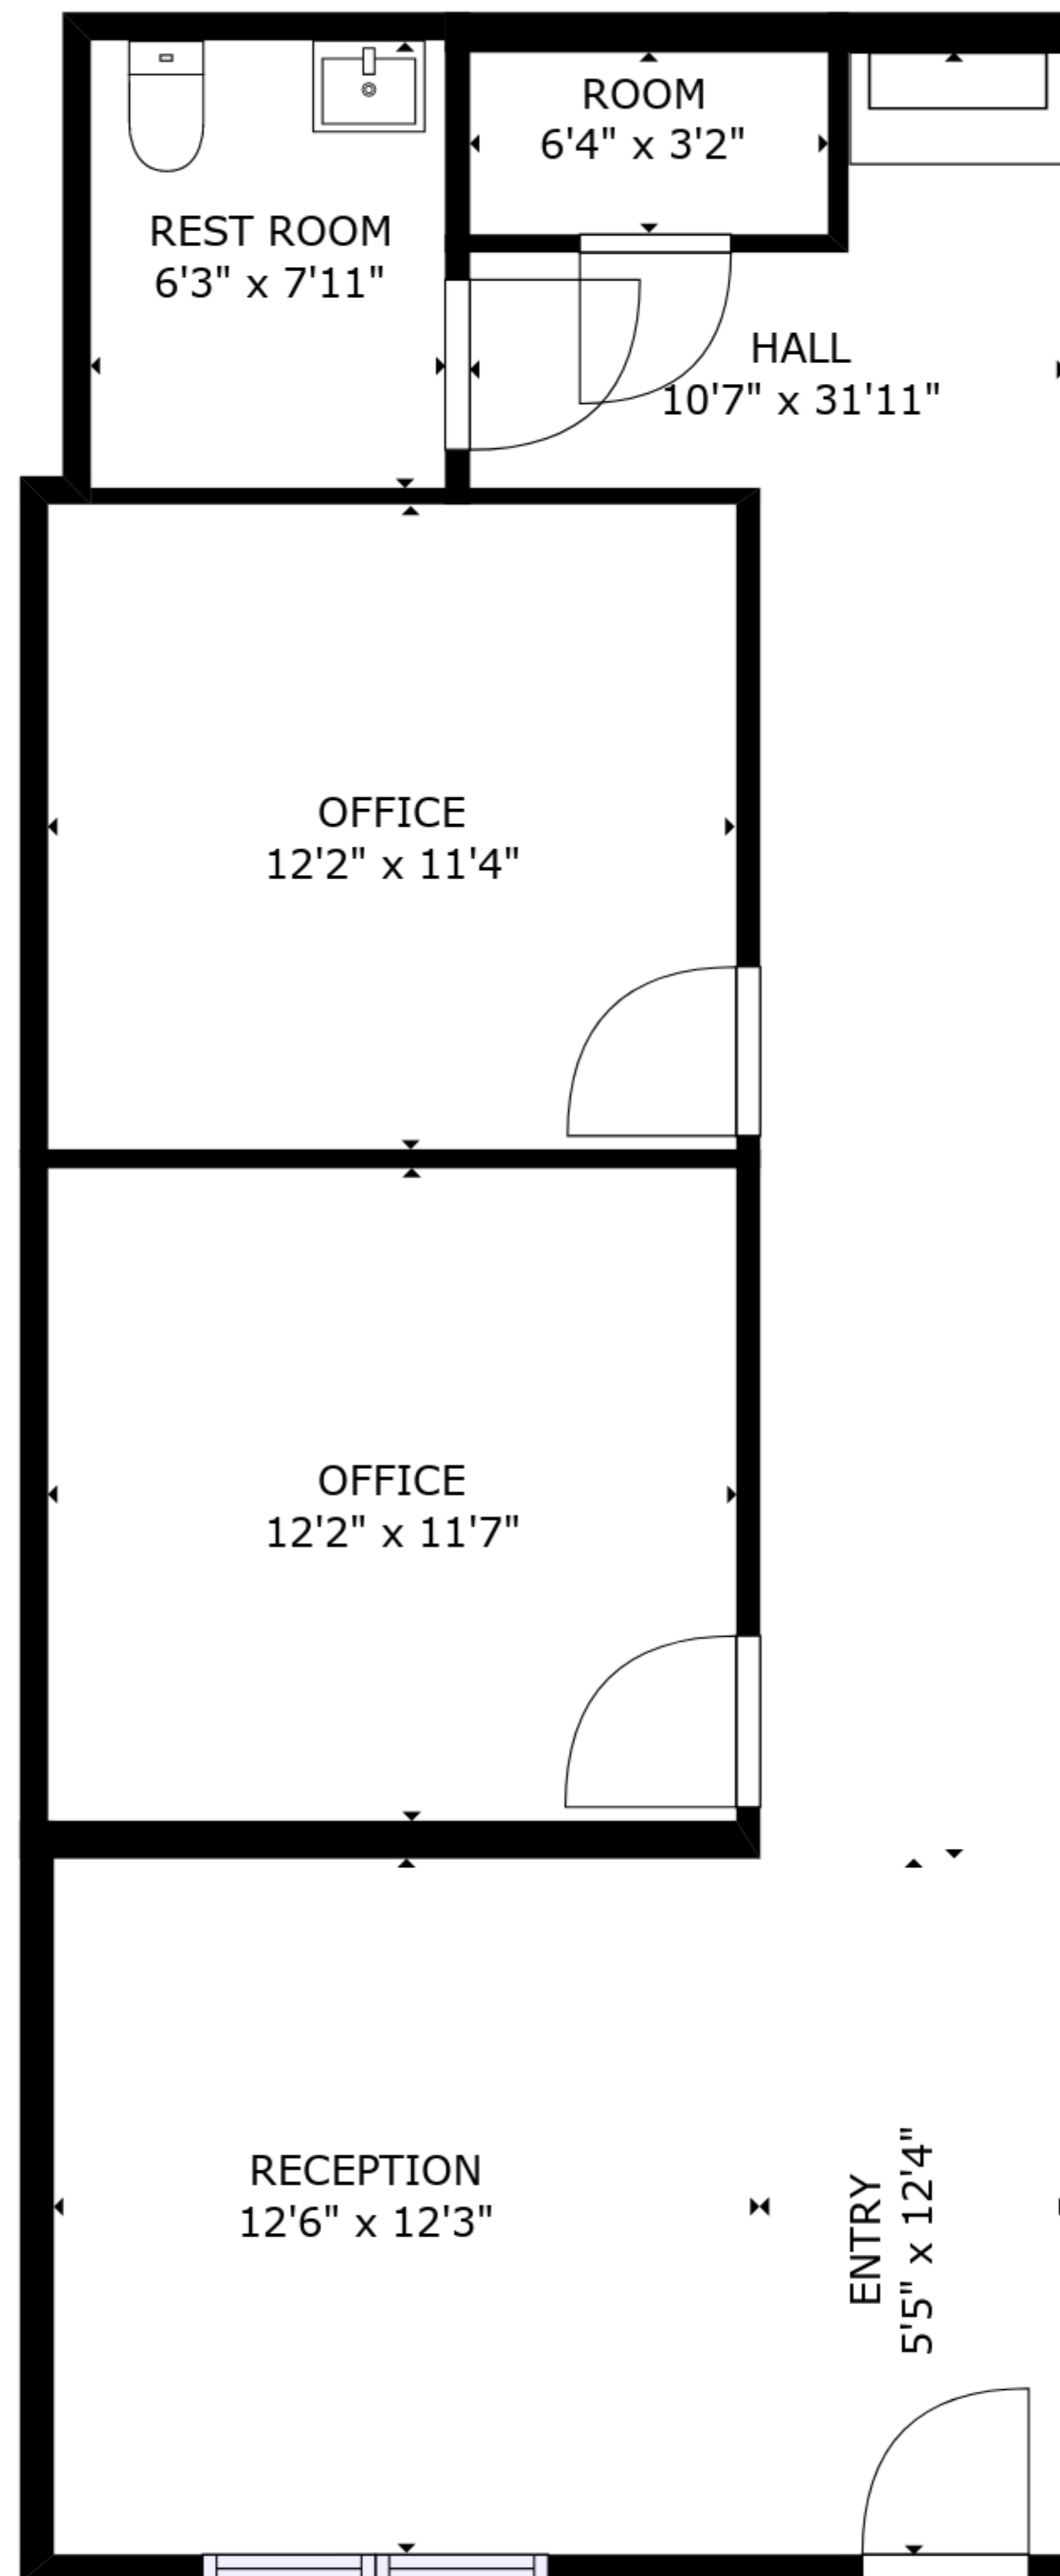 ROOM
6'4" x 3'2"
REST ROOM
6'3" x 7'11"
HALL
10'7" x 31'11"
OFFICE
12'2" x 11'4"
OFFICE
12'2" x 11'7"
RECEPTION
12'6" x 12'3"
ENTRY
5'5" x 12'4"